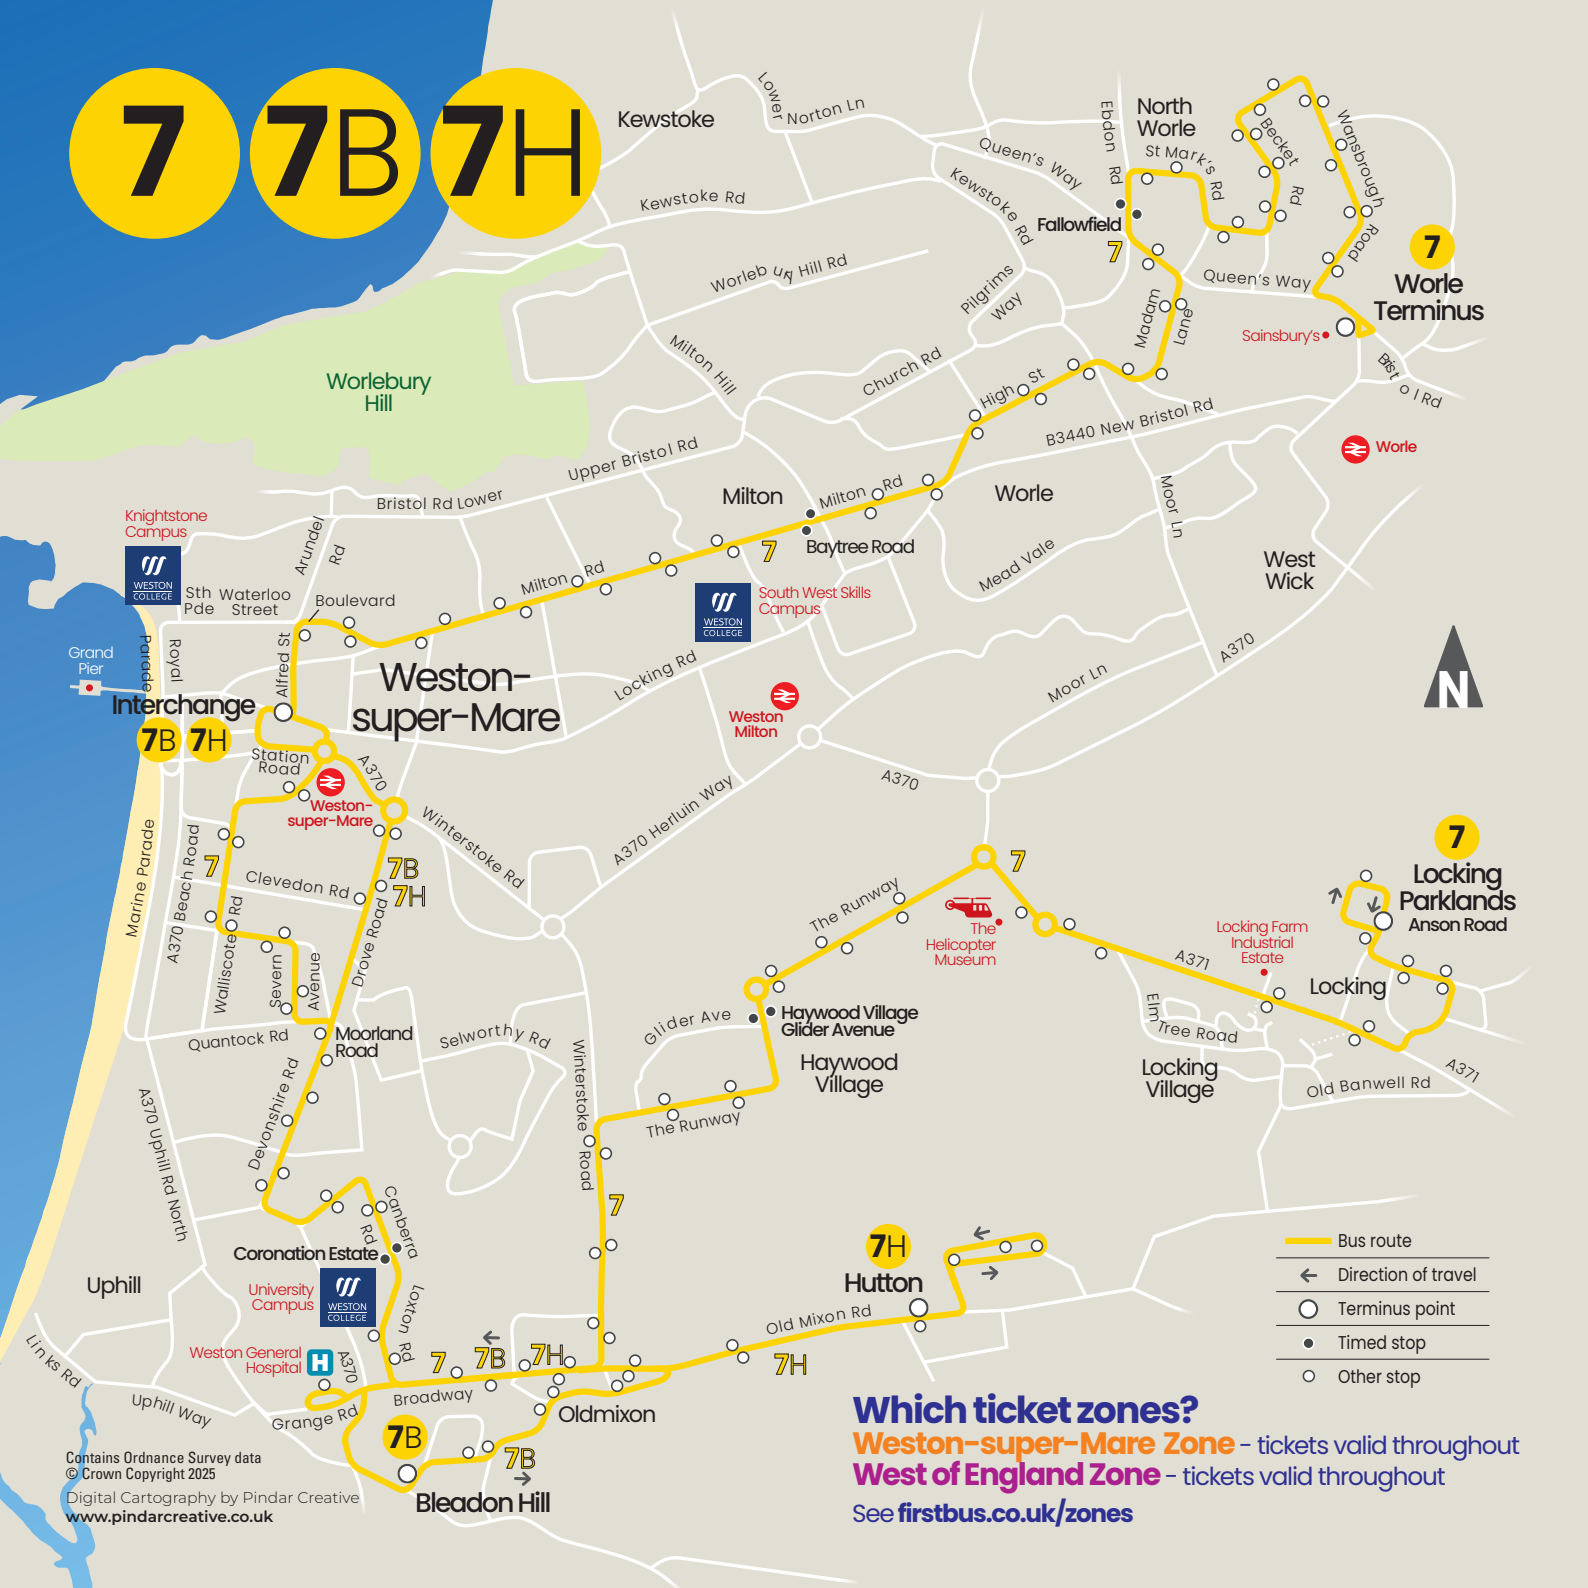 7
7B
7H
Kewstoke
Lower
Norton Ln
Kewstoke Rd
Queen's Way
Kewstoke Rd
Ebdon Rd
North
Worle
St Mark's Rd
Becket Rd
Wansbrough Road
Fallowfield
7
Worlebury Hill Rd
Pilgrims
Way
Madam
Lane
Queen's Way
7
Worle
Terminus
Sainsbury's
Bristol Rd
Worlebury
Hill
Milton Hill
Church Rd
High St
B3440 New Bristol Rd
Worle
Upper Bristol Rd
Bristol Rd Lower
Milton
Milton Rd
Worle
Moor Ln
Knightstone
Campus
WESTON
COLLEGE
Arundel
Rd
Baytree Road
7
Mead Vale
West
Wick
Sth
Pde
Waterloo
Street
Boulevard
Milton Rd
WESTON
COLLEGE
South West Skills
Campus
Grand
Pier
Royal
Parade
Alfred St
Weston-
super-Mare
Locking Rd
Moor Ln
A370
N
Interchange
7B
7H
Weston
Milton
Station
Road
A370
A370
Weston-
super-Mare
Winterstoke Rd
A370 Herluin Way
Marine Parade
A370 Beach Road
7
Clevedon Rd
7B
7H
Walliscote Rd
Severn
Avenue
Drove Road
The Runway
7
The
Helicopter
Museum
7
Locking
Parklands
Anson Road
Locking Farm
Industrial
Estate
A371
Locking
Quantock Rd
Moorland
Road
Selworthy Rd
Glider Ave
Haywood Village
Glider Avenue
Haywood
Village
Elm
Tree Road
Locking
Village
A371
Old Banwell Rd
Winterstoke Road
The Runway
Devonshire Rd
A370 Uphill Rd North
Canberra
Rd
7
Coronation Estate
University
Campus
WESTON
COLLEGE
Uphill
Loxton Rd
7H
Hutton
Bus route
Direction of travel
Terminus point
Timed stop
Other stop
Links Rd
Weston General
Hospital
H
A370
7
7B
7H
Old Mixon Rd
7H
Uphill Way
Grange Rd
Broadway
Oldmixon
7B
7B
Bleadon Hill
Which ticket zones?
Weston-super-Mare Zone - tickets valid throughout
West of England Zone - tickets valid throughout
See firstbus.co.uk/zones
Contains Ordnance Survey data
© Crown Copyright 2025
Digital Cartography by Pindar Creative
www.pindarcreative.co.uk